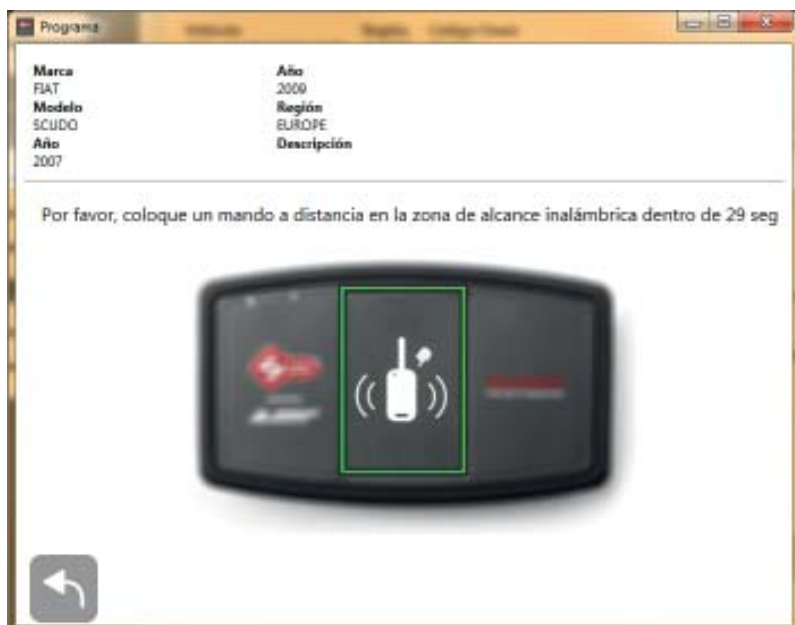 Programa
Marca
FIAT
Modelo
SCUDO
Año
2007
Año
2009
Región
EUROPE
Descripción
Por favor, coloque un mando a distancia en la zona de alcance inalámbrica dentro de 29 seg